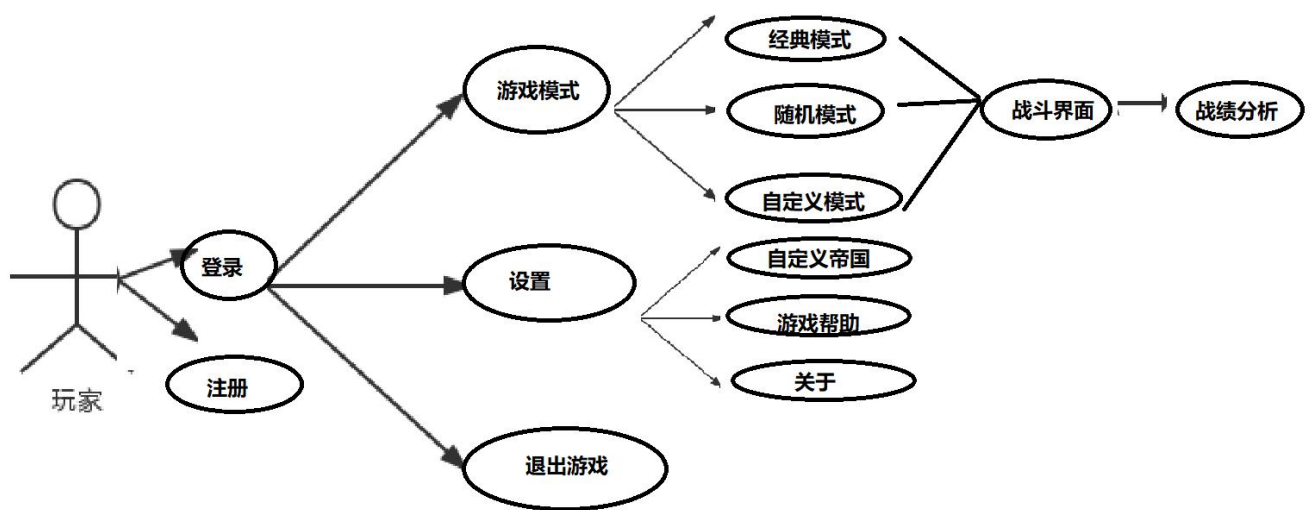 玩家
登录
注册
游戏模式
设置
退出游戏
经典模式
随机模式
自定义模式
自定义帝国
游戏帮助
关于
战斗界面
战绩分析